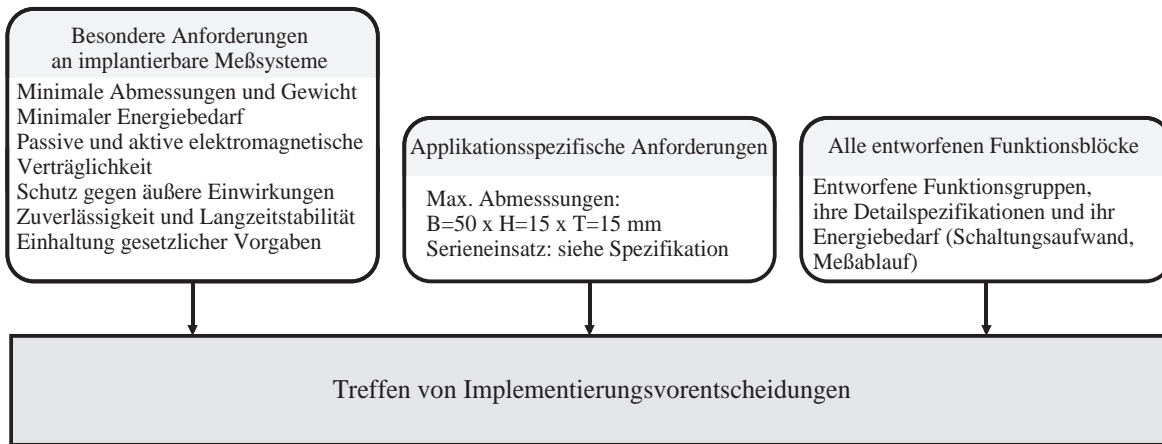 Besondere Anforderungen
an implantierbare Meßsysteme
Minimale Abmessungen und Gewicht
Minimaler Energiebedarf
Passive und aktive elektromagnetische
Verträglichkeit
Schutz gegen äußere Einwirkungen
Zuverlässigkeit und Langzeitstabilität
Einhaltung gesetzlicher Vorgaben
Applikationsspezifische Anforderungen
Max. Abmesssungen:
B=50 x H=15 x T=15 mm
Serieneinsatz: siehe Spezifikation
Alle entworfenen Funktionsblöcke
Entworfene Funktionsgruppen,
ihre Detailspezifikationen und ihr
Energiebedarf (Schaltungsaufwand,
Meßablauf)
Treffen von Implementierungsvorentscheidungen